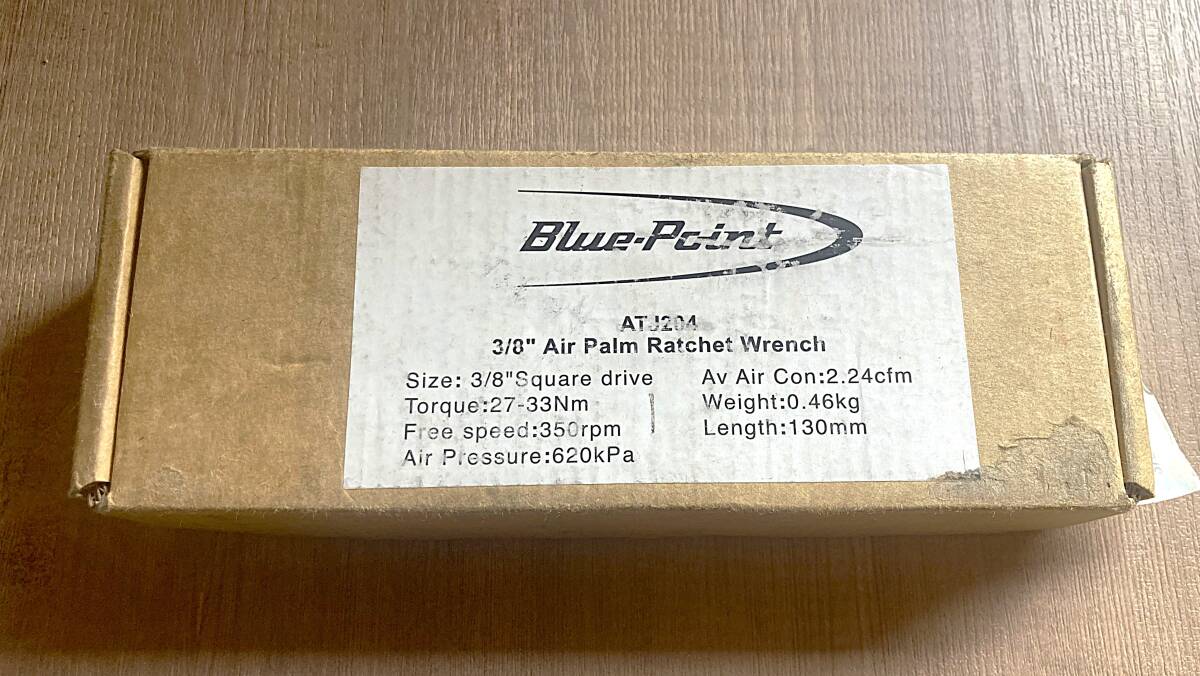 Blue-Point
ATJ204
3/8" Air Palm Ratchet Wrench
Size: 3/8"Square drive
Torque:27-33Nm
Free speed:350rpm
Air Pressure:620kPa
Av Air Con:2.24cfm
Weight:0.46kg
Length:130mm